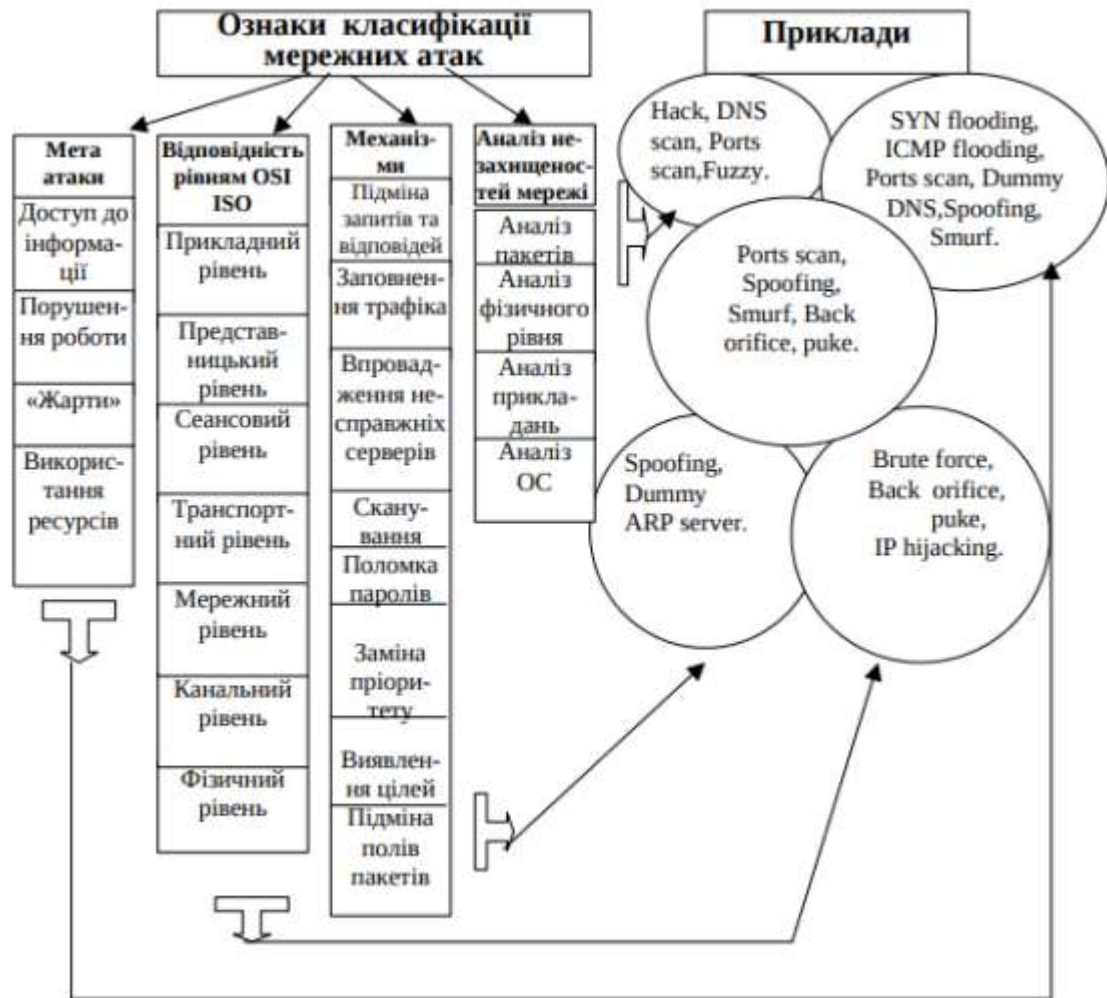 Ознаки класифікації
мережних атак
Приклади
Мета
атаки
Доступ до
інформа-
ції
Порушен-
ня роботи
«Жарти»
Викорис-
тання
ресурсів
Відповідність
рівням OSI
ISO
Прикладний
рівень
Представ-
ницький
рівень
Сеансовий
рівень
Транспорт-
ний рівень
Мережний
рівень
Канальний
рівень
Фізичний
рівень
Механіз-
ми
Підміна
запитів та
відповідей
Заповнен-
ня трафіка
Впровад-
ження не-
справжніх
серверів
Скану-
вання
Поломка
паролів
Заміна
пріори-
тету
Виявлен-
ня цілей
Підміна
полів
пакетів
Аналіз не-
захищенос-
тей мережі
Аналіз
пакетів
Аналіз
фізичного
рівня
Аналіз
прикла-
дань
Аналіз
ОС
Hack, DNS
scan, Ports
scan,Fuzzy.
SYN flooding,
ICMP flooding,
Ports scan, Dummy
DNS,Spoofing,
Smurf.
Ports scan,
Spoofing,
Smurf, Back
orifice, puke.
Spoofing,
Dummy
ARP server.
Brute force,
Back orifice,
puke,
IP hijacking.